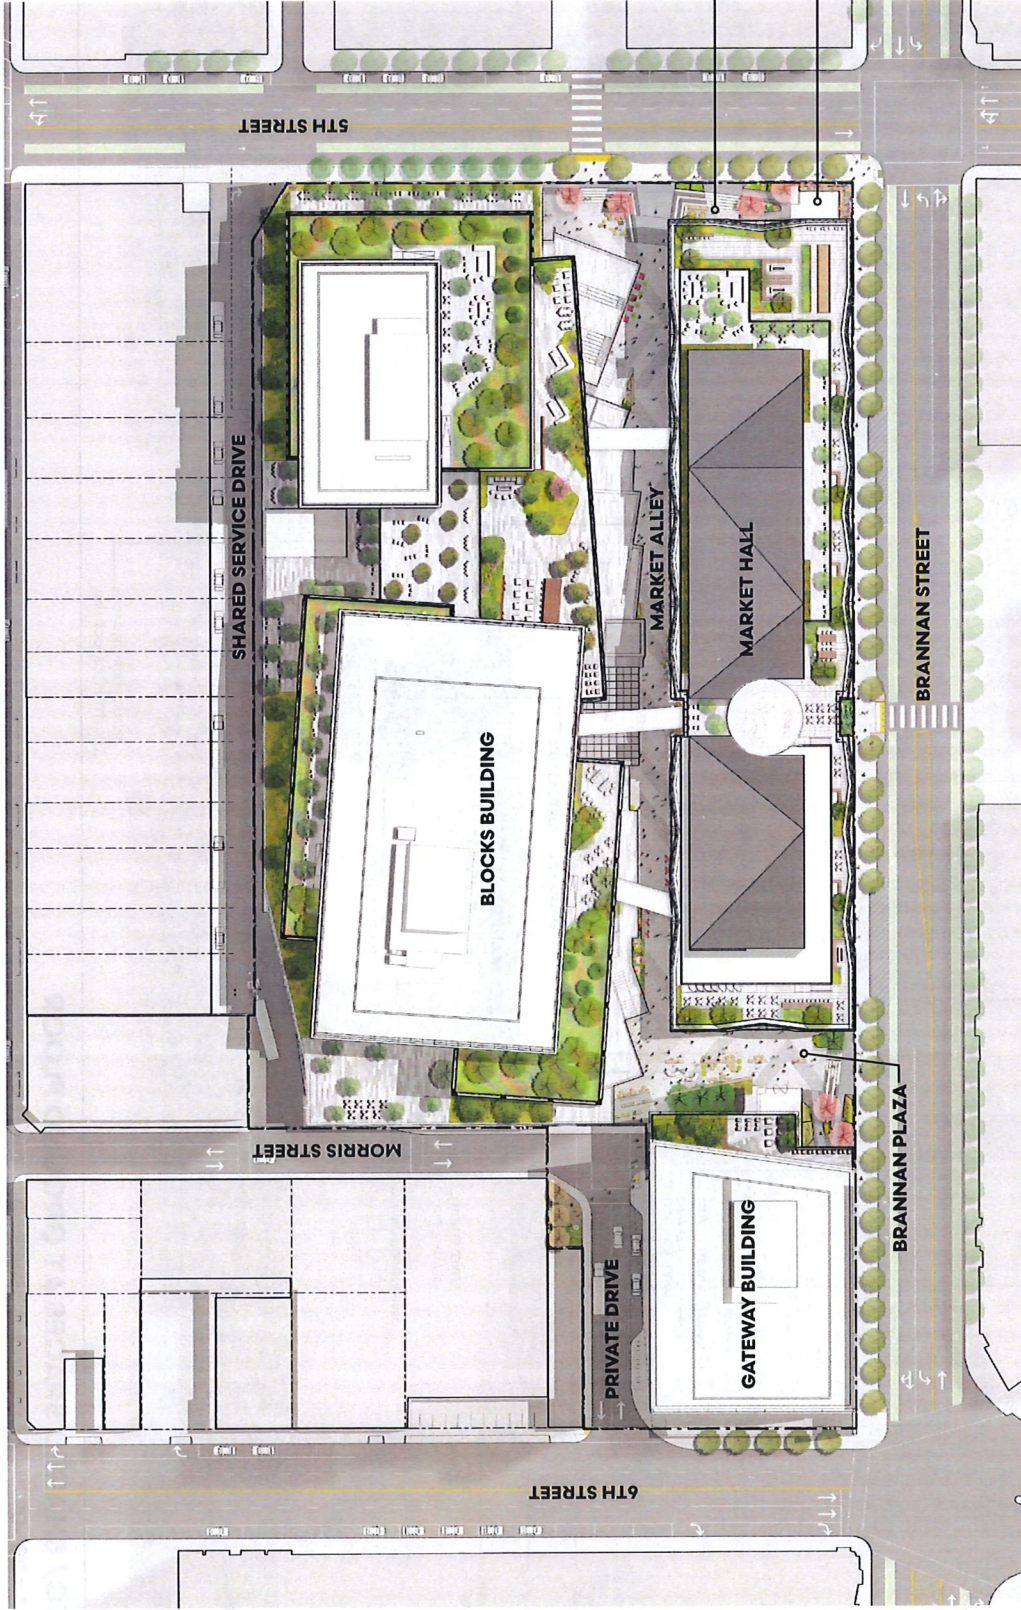 5TH STREET
SHARED SERVICE DRIVE
MARKET ALLEY
MARKET HALL
BRANNAN STREET
BLOCKS BUILDING
MORRIS STREET
BRANNAN PLAZA
PRIVATE DRIVE
GATEWAY BUILDING
6TH STREET